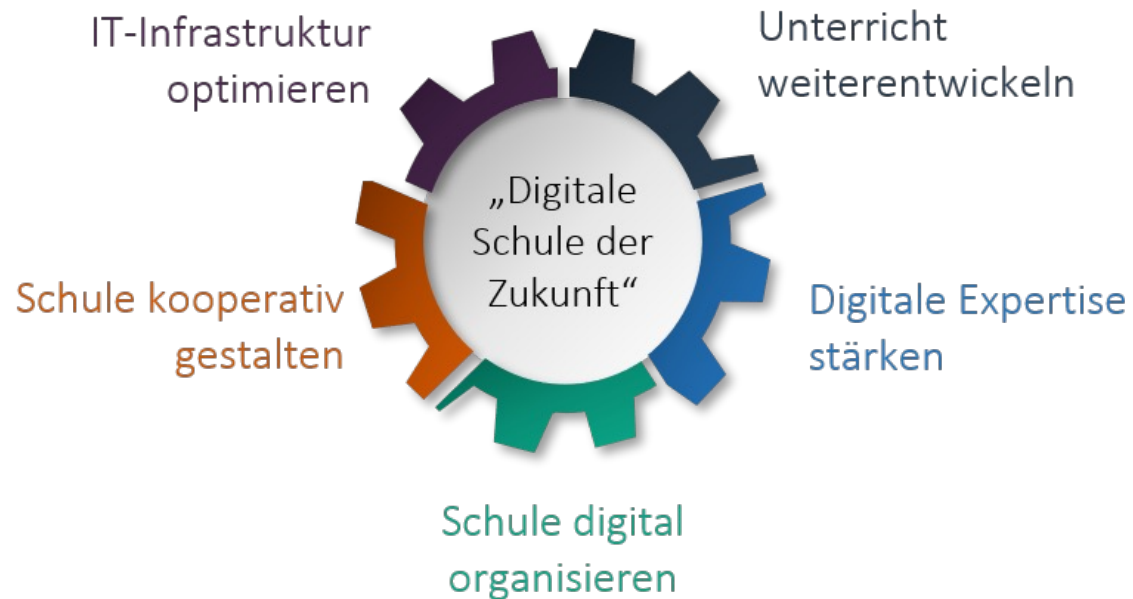 IT-Infrastruktur
optimieren
Unterricht
weiterentwickeln
„Digitale
Schule der
Zukunft“
Schule kooperativ
gestalten
Digitale Expertise
stärken
Schule digital
organisieren